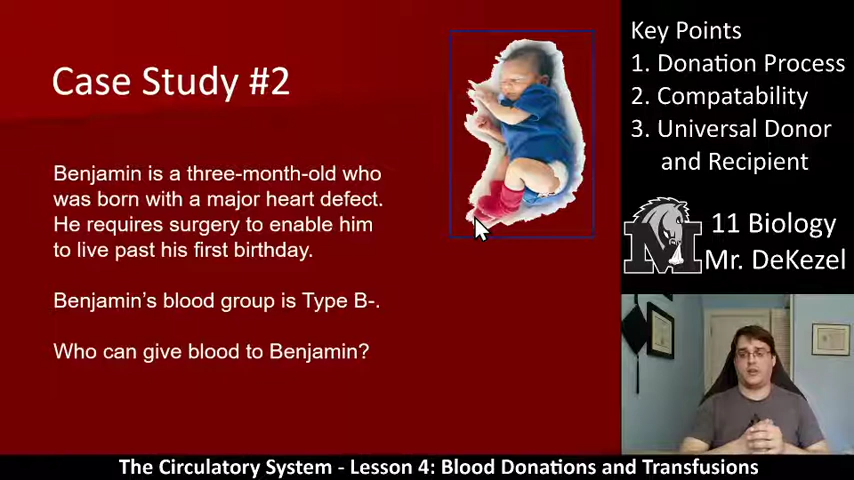 Case Study #2
Benjamin is a three-month-old who
was born with a major heart defect.
He requires surgery to enable him
to live past his first birthday.
Benjamin's blood group is Type B-.
Who can give blood to Benjamin?
Key Points
1. Donation Process
2. Compatability
3. Universal Donor
and Recipient
M
11 Biology
Mr. DeKezel
The Circulatory System - Lesson 4: Blood Donations and Transfusions